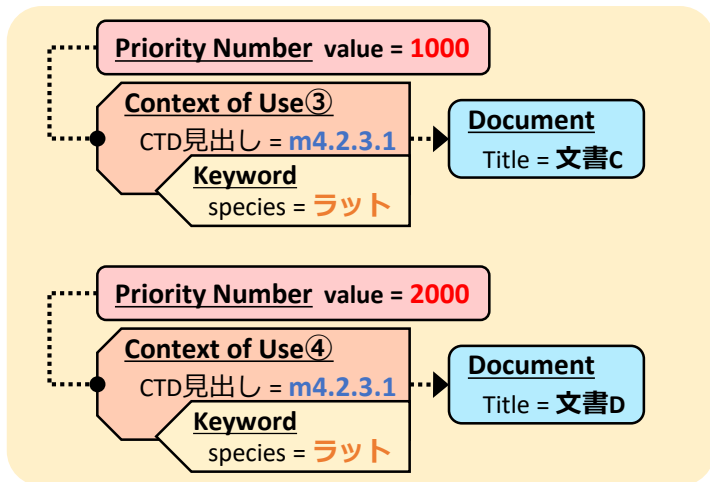 Priority Number value = 1000
Context of Use③
CTD見出し = m4.2.3.1
Keyword
species = ラット
Document
Title = 文書C
Priority Number value = 2000
Context of Use④
CTD見出し = m4.2.3.1
Keyword
species = ラット
Document
Title = 文書D